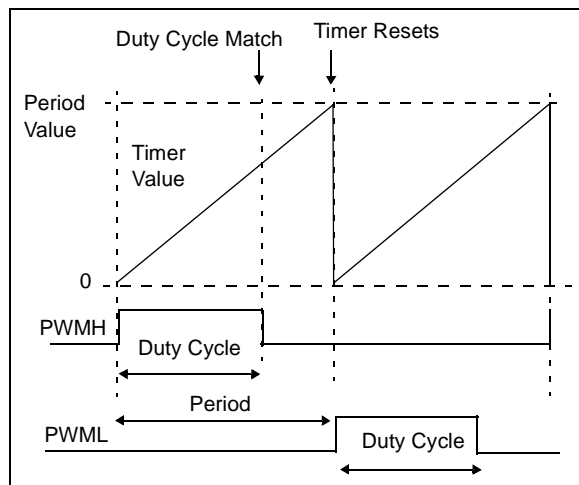 Duty Cycle Match
Timer Resets
Period
Value
Timer
Value
0
PWMH
Duty Cycle
Period
PWML
Duty Cycle